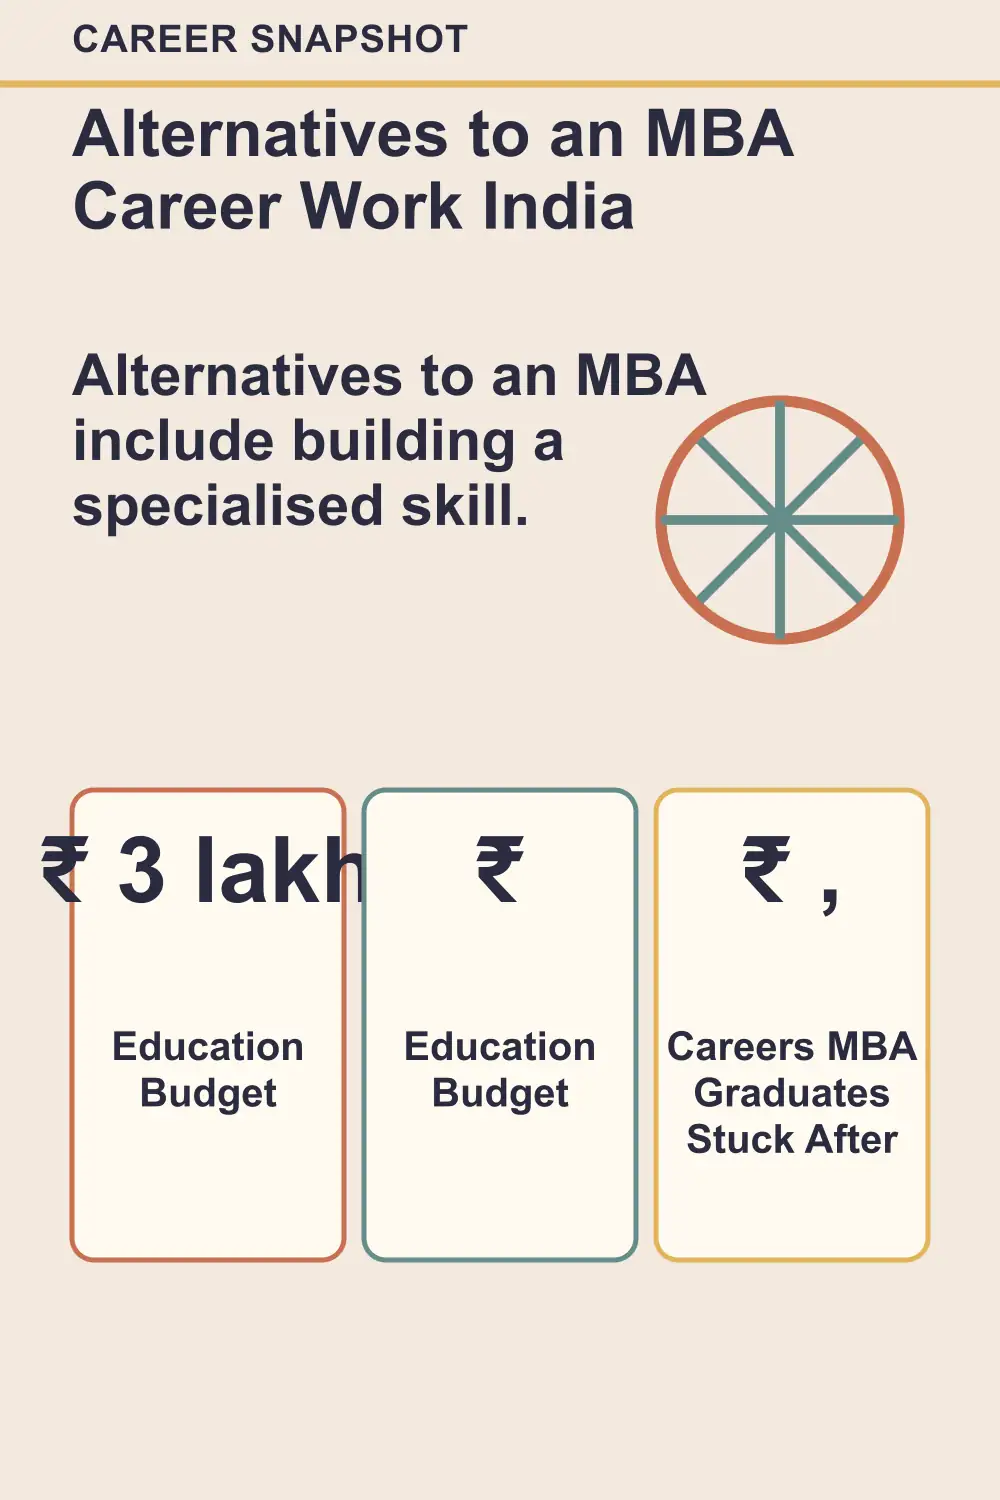 CAREER SNAPSHOT
Alternatives to an MBA
Career Work India
Alternatives to an MBA
include building a
specialised skill.
₹ 3 lakh
Education
Budget
₹
Education
Budget
₹ ,
Careers MBA
Graduates
Stuck After